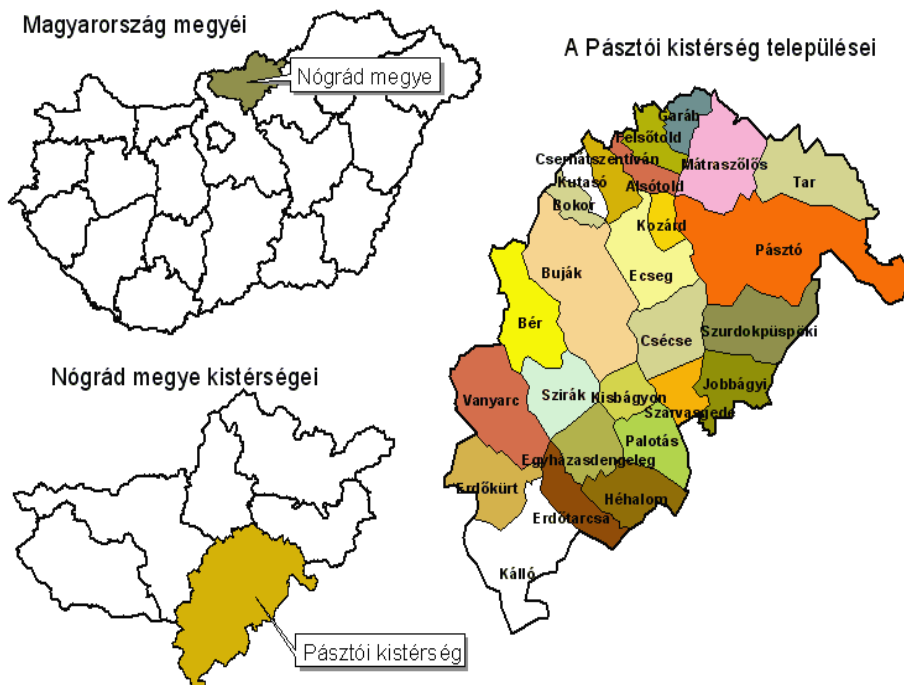 Magyarország megyéi
Nógrád megye
Nógrád megye kistérségei
Pásztói kistérség
A Pásztói kistérség települései
Garáb
Felsőtold
Cserhátszentiván
Mátraszőlős
Kutasó
Alsótold
Tar
Bokor
Kozárd
Pásztó
Buják
Ecseg
Bér
Szurdokpüspöki
Csécse
Jobbágyi
Szirák
Kisbágyon
Vanyarc
Szarvasgede
Palotás
Egyházasdengeleg
Erdőkürt
Héhalom
Erdőtarcsa
Kálló